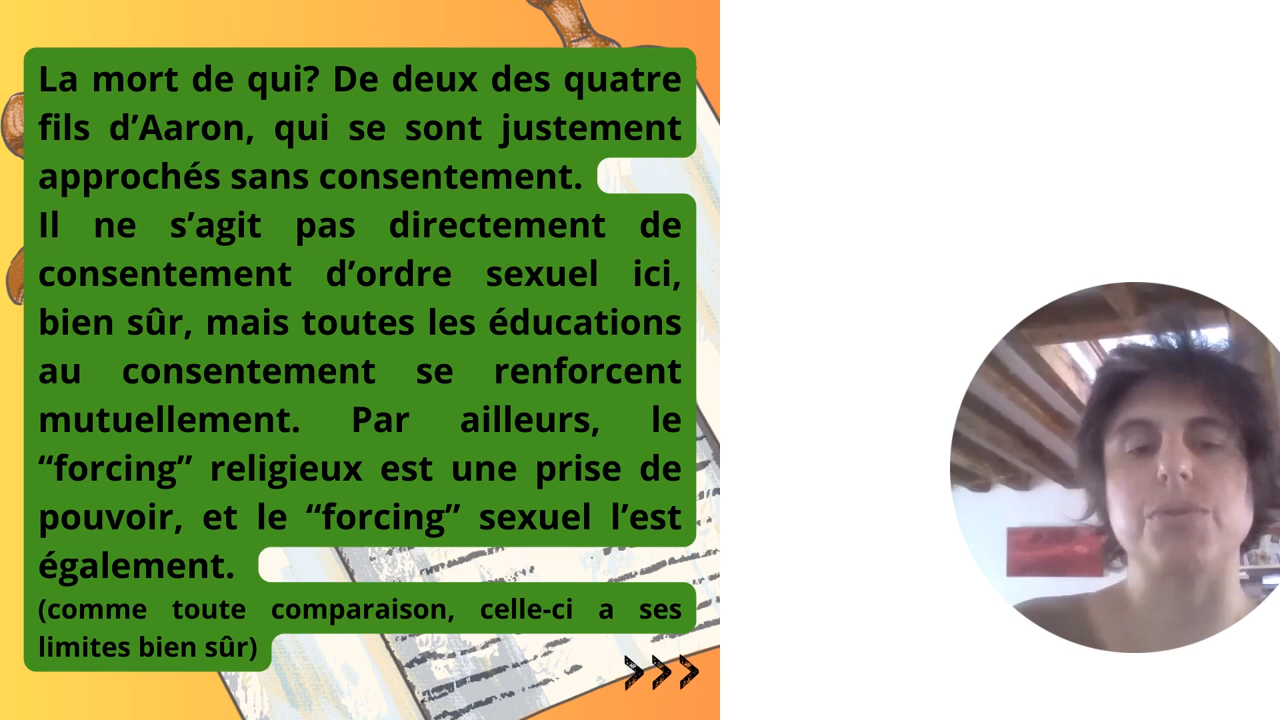 La mort de qui? De deux des quatre
fils d’Aaron, qui se sont justement
approchés sans consentement.
Il ne s’agit pas directement de
consentement d’ordre sexuel ici,
bien sûr, mais toutes les éducations
au consentement se renforcent
mutuellement. Par ailleurs, le
“forcing” religieux est une prise de
pouvoir, et le “forcing” sexuel l’est
également.
(comme toute comparaison, celle-ci a ses
limites bien sûr)